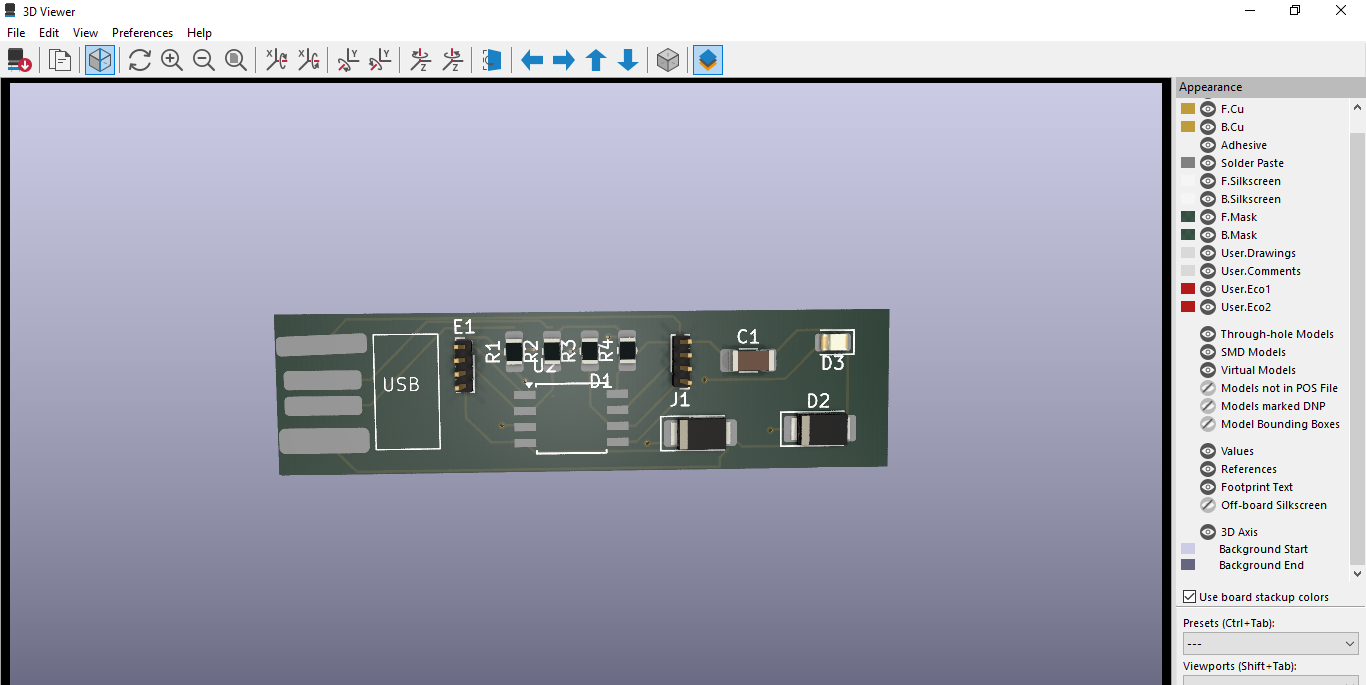 3D Viewer
File Edit View Preferences Help
Appearance
F.Cu
B.Cu
Adhesive
Solder Paste
F.Silkscreen
B.Silkscreen
F.Mask
B.Mask
User.Drawings
User.Comments
User.Eco1
User.Eco2
Through-hole Models
SMD Models
Virtual Models
Models not in POS File
Models marked DNP
Model Bounding Boxes
Values
References
Footprint Text
Off-board Silkscreen
3D Axis
Background Start
Background End
Use board stackup colors
Presets (Ctrl+Tab):
---
Viewports (Shift+Tab):
E1
R1
R2
R3
R4
C1
D3
USB
D1
J1
D2